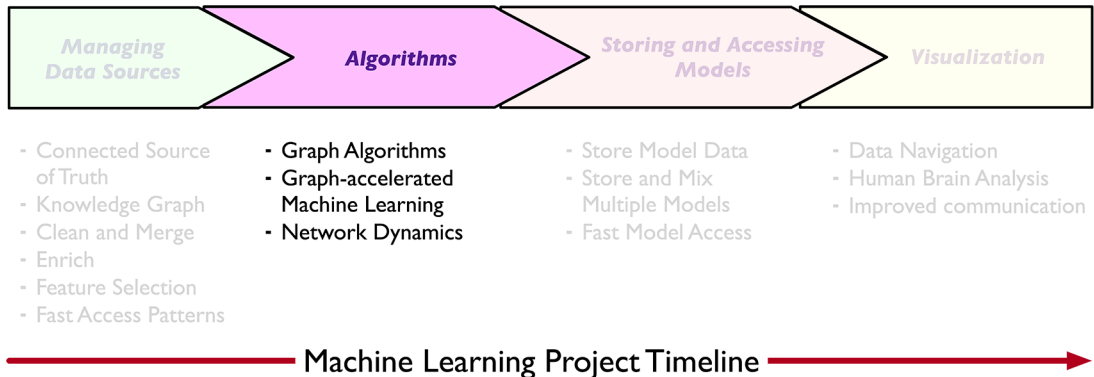 Managing
Data Sources
Algorithms
Storing and Accessing
Models
Visualization
- Connected Source
of Truth
- Knowledge Graph
- Clean and Merge
- Enrich
- Feature Selection
- Fast Access Patterns
- Graph Algorithms
- Graph-accelerated
Machine Learning
- Network Dynamics
- Store Model Data
- Store and Mix
Multiple Models
- Fast Model Access
- Data Navigation
- Human Brain Analysis
- Improved communication
Machine Learning Project Timeline